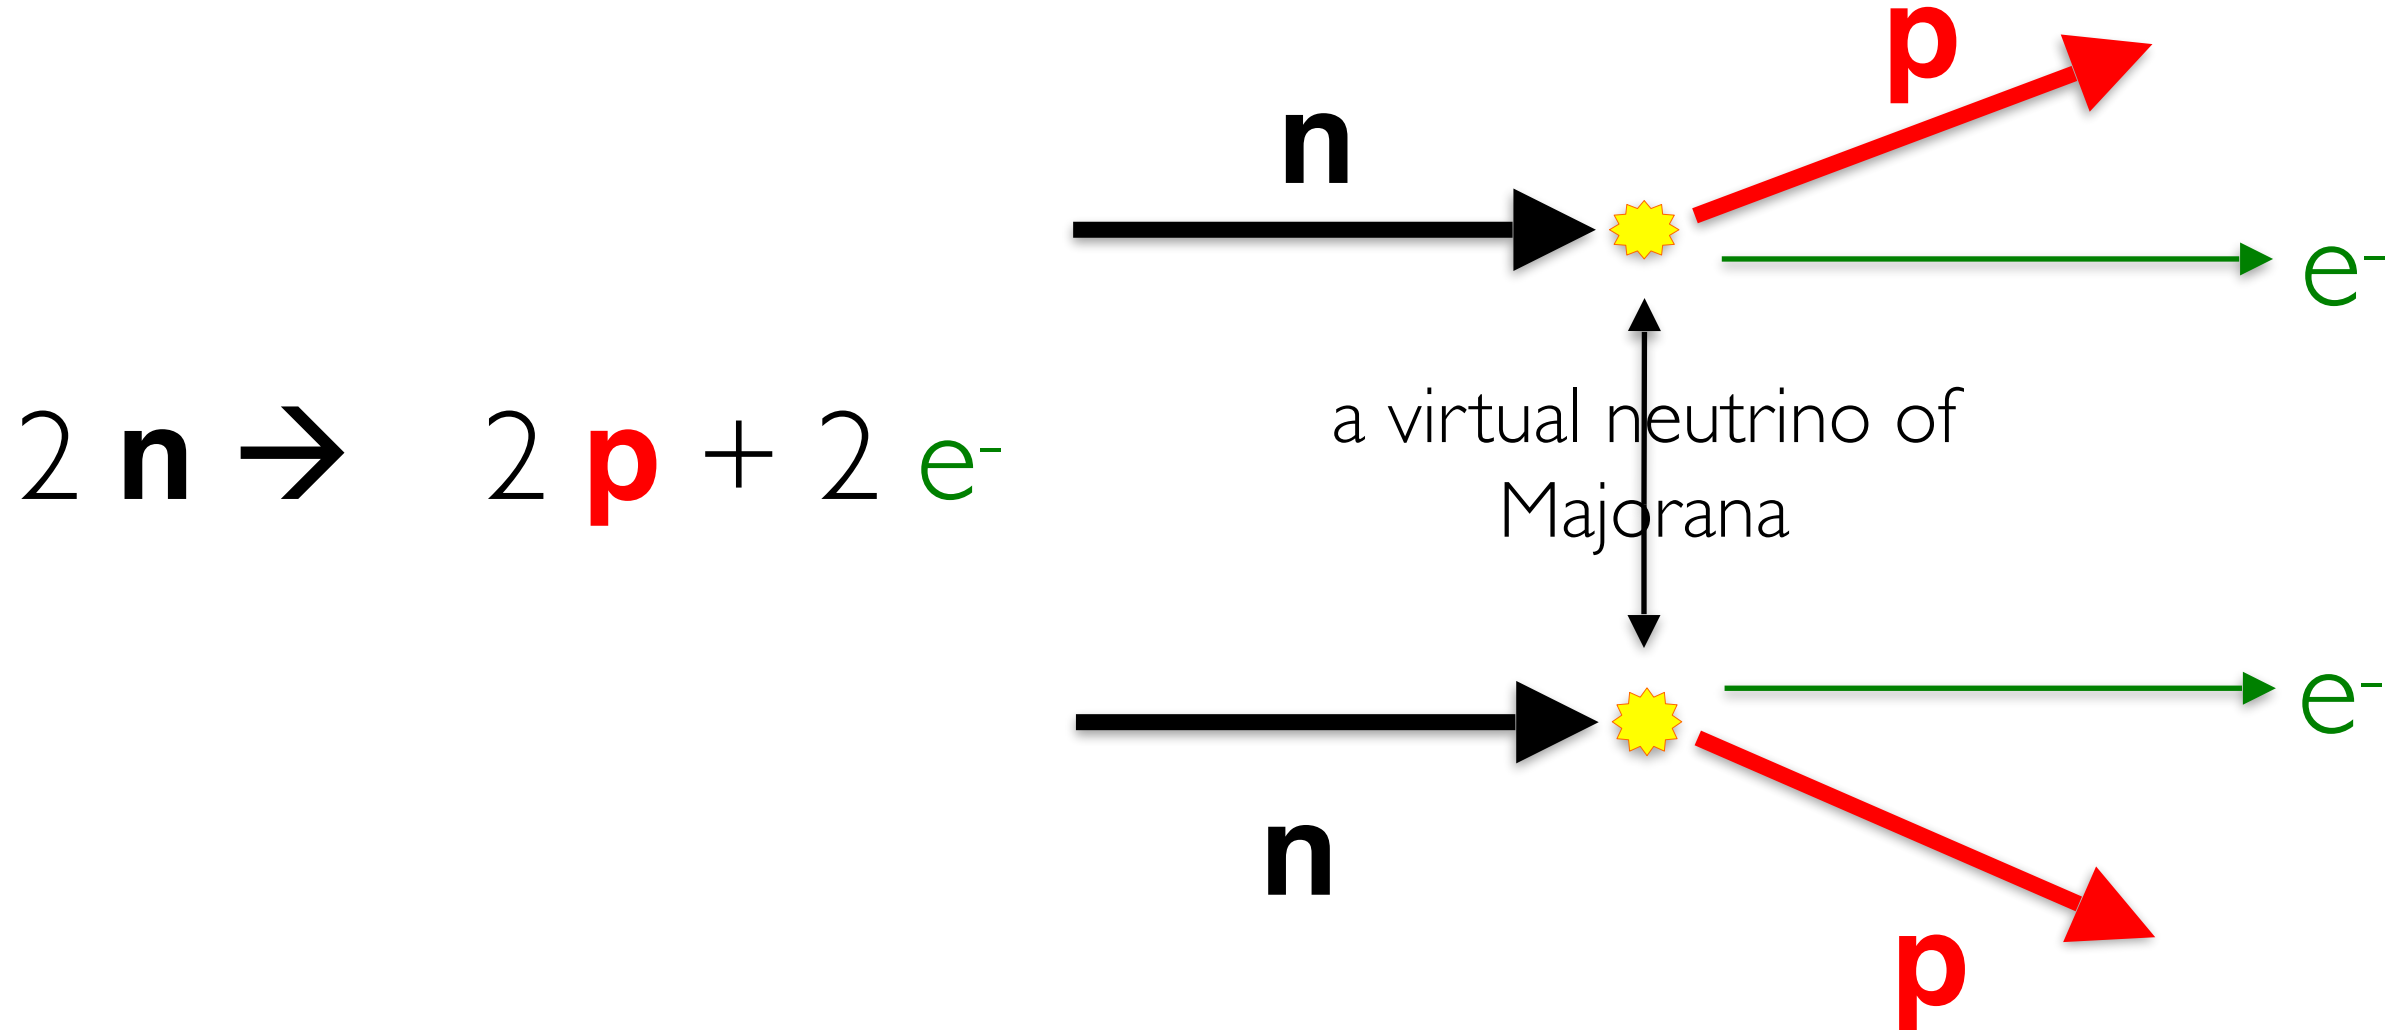 p
n
e-
a virtual neutrino of
Majorana
2 n → 2 p + 2 e-
e-
n
p